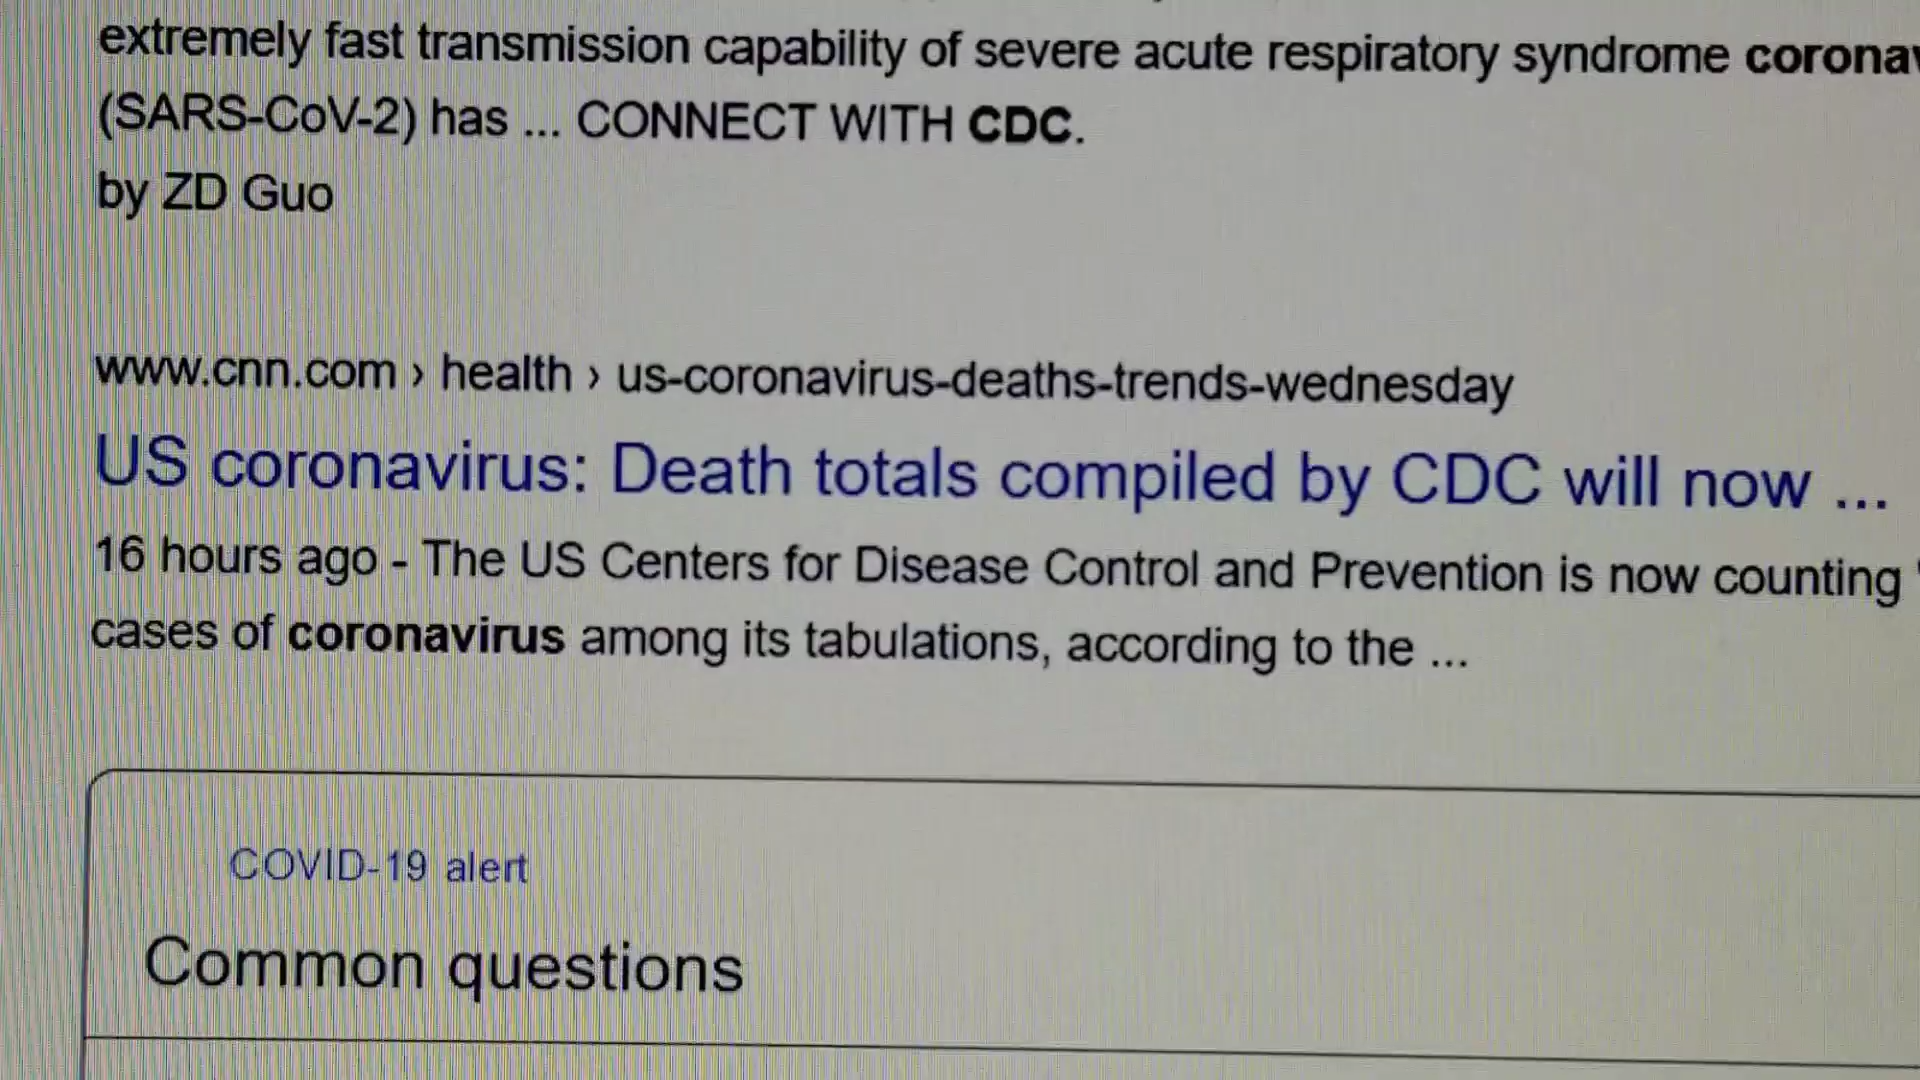 extremely fast transmission capability of severe acute respiratory syndrome
(SARS-CoV-2) has ... CONNECT WITH CDC.
by ZD Guo
www.cnn.com › health › us-coronavirus-deaths-trends-wednesday
US coronavirus: Death totals compiled by CDC will now ...
16 hours ago - The US Centers for Disease Control and Prevention is now counting
cases of coronavirus among its tabulations, according to the ...
COVID-19 alert
Common questions